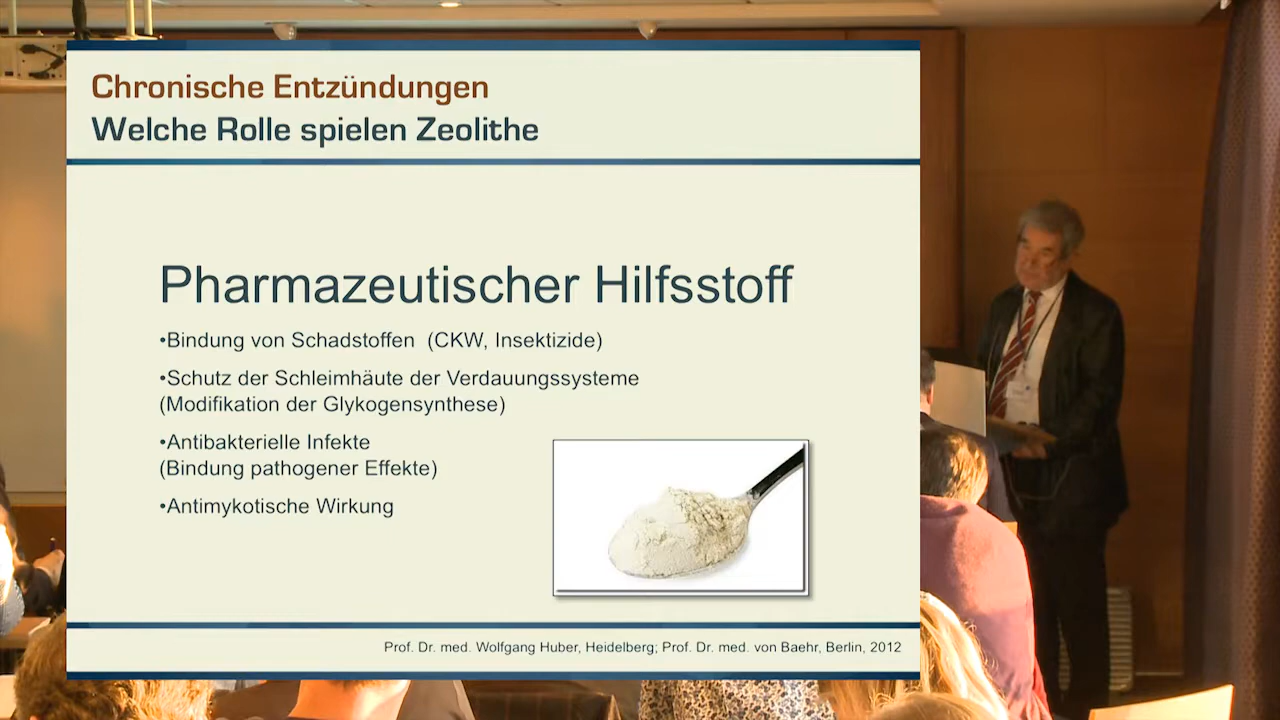 Chronische Entzündungen
Welche Rolle spielen Zeolithe
Pharmazeutischer Hilfsstoff
•Bindung von Schadstoffen (CKW, Insektizide)
•Schutz der Schleimhäute der Verdauungssysteme
(Modifikation der Glykogensynthese)
•Antibakterielle Infekte
(Bindung pathogener Effekte)
•Antimykotische Wirkung
Prof. Dr. med. Wolfgang Huber, Heidelberg; Prof. Dr. med. von Baehr, Berlin, 2012